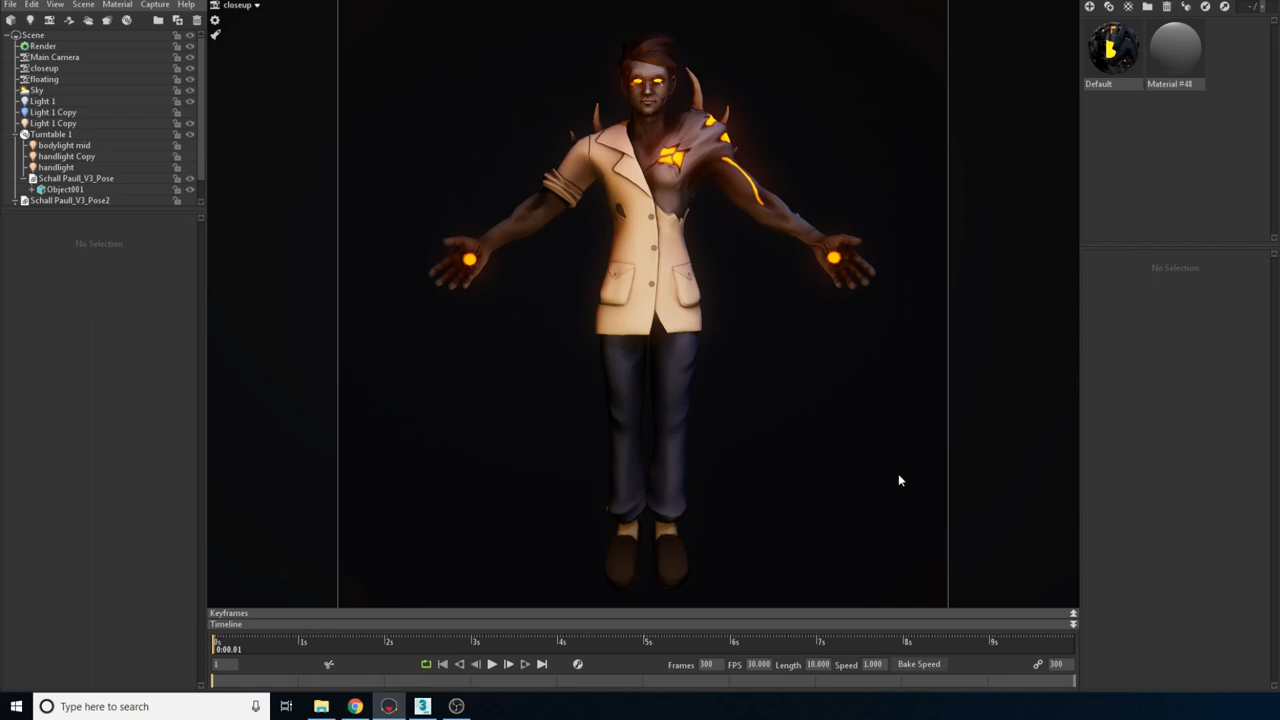 File Edit View Scene Material Capture Help
closeup
- /
Scene
Render
Main Camera
closeup
floating
Sky
Light 1
Light 1 Copy
Light 1 Copy
Turntable 1
bodylight mid
handlight Copy
handlight
Schall Paull_V3_Pose
Object001
Schall Paull_V3_Pose2
No Selection
Default Material #48
No Selection
Keyframes
Timeline
0s 1s 2s 3s 4s 5s 6s 7s 8s 9s
0:00.01
1 Frames 300 FPS 30.000 Length 10.000 Speed 1.000 Bake Speed 300
Type here to search
3